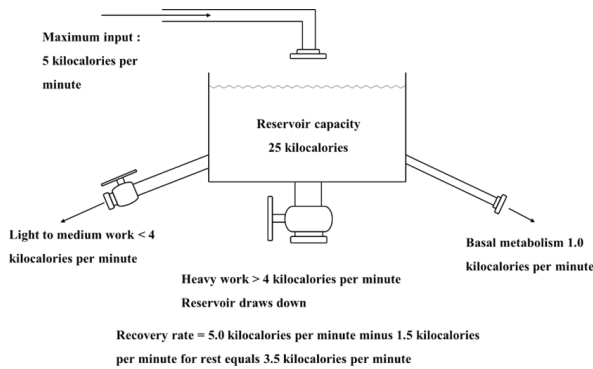 Maximum input :
5 kilocalories per
minute
Reservoir capacity
25 kilocalories
Light to medium work < 4
kilocalories per minute
Basal metabolism 1.0
kilocalories per minute
Heavy work > 4 kilocalories per minute
Reservoir draws down
Recovery rate = 5.0 kilocalories per minute minus 1.5 kilocalories
per minute for rest equals 3.5 kilocalories per minute